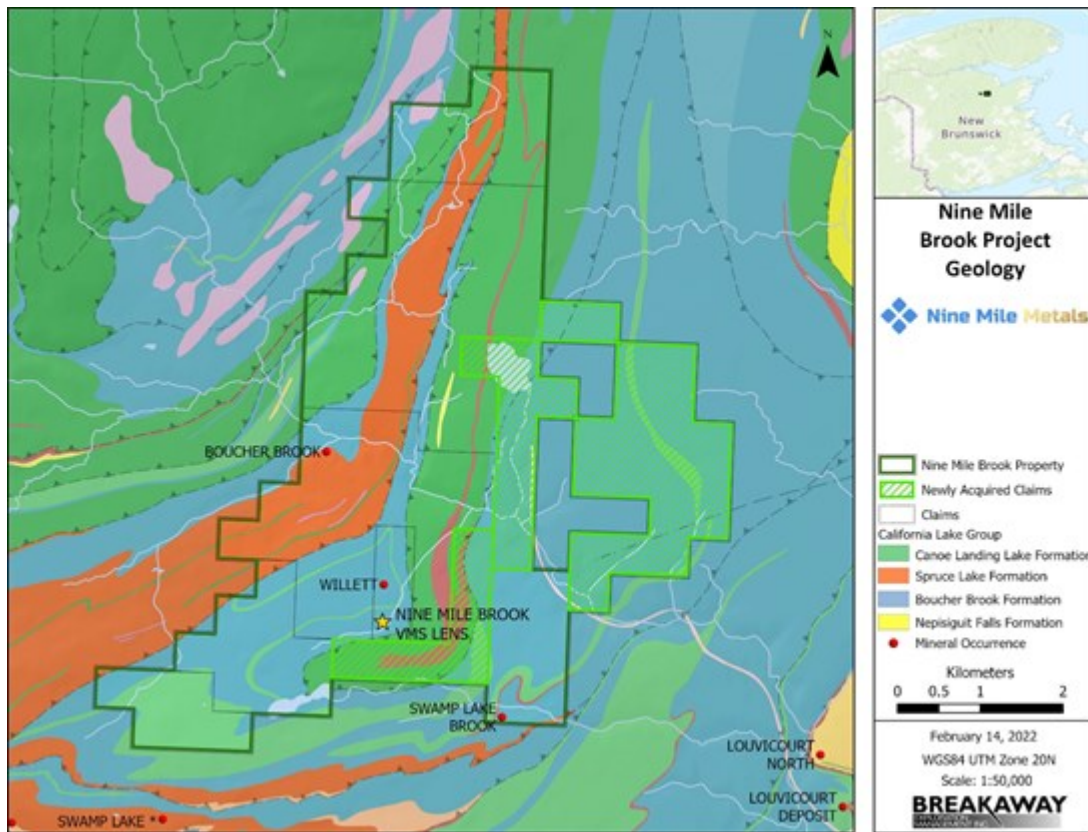 N
BOUCHER BROOK
WILLETT
NINE MILE BROOK
VMS LENS
SWAMP LAKE
BROOK
LOUVICOURT
NORTH
LOUVICOURT
DEPOSIT
SWAMP LAKE *
New
Brunswick
Nine Mile
Brook Project
Geology
Nine Mile Metals
Nine Mile Brook Property
Newly Acquired Claims
Claims
California Lake Group
Canoe Landing Lake Formation
Spruce Lake Formation
Boucher Brook Formation
Nepisiguit Falls Formation
Mineral Occurrence
Kilometers
0 0.5 1 2
February 14, 2022
WGS84 UTM Zone 20N
Scale: 1:50,000
BREAKAWAY
EXPLORATION
MANAGEMENT INC.